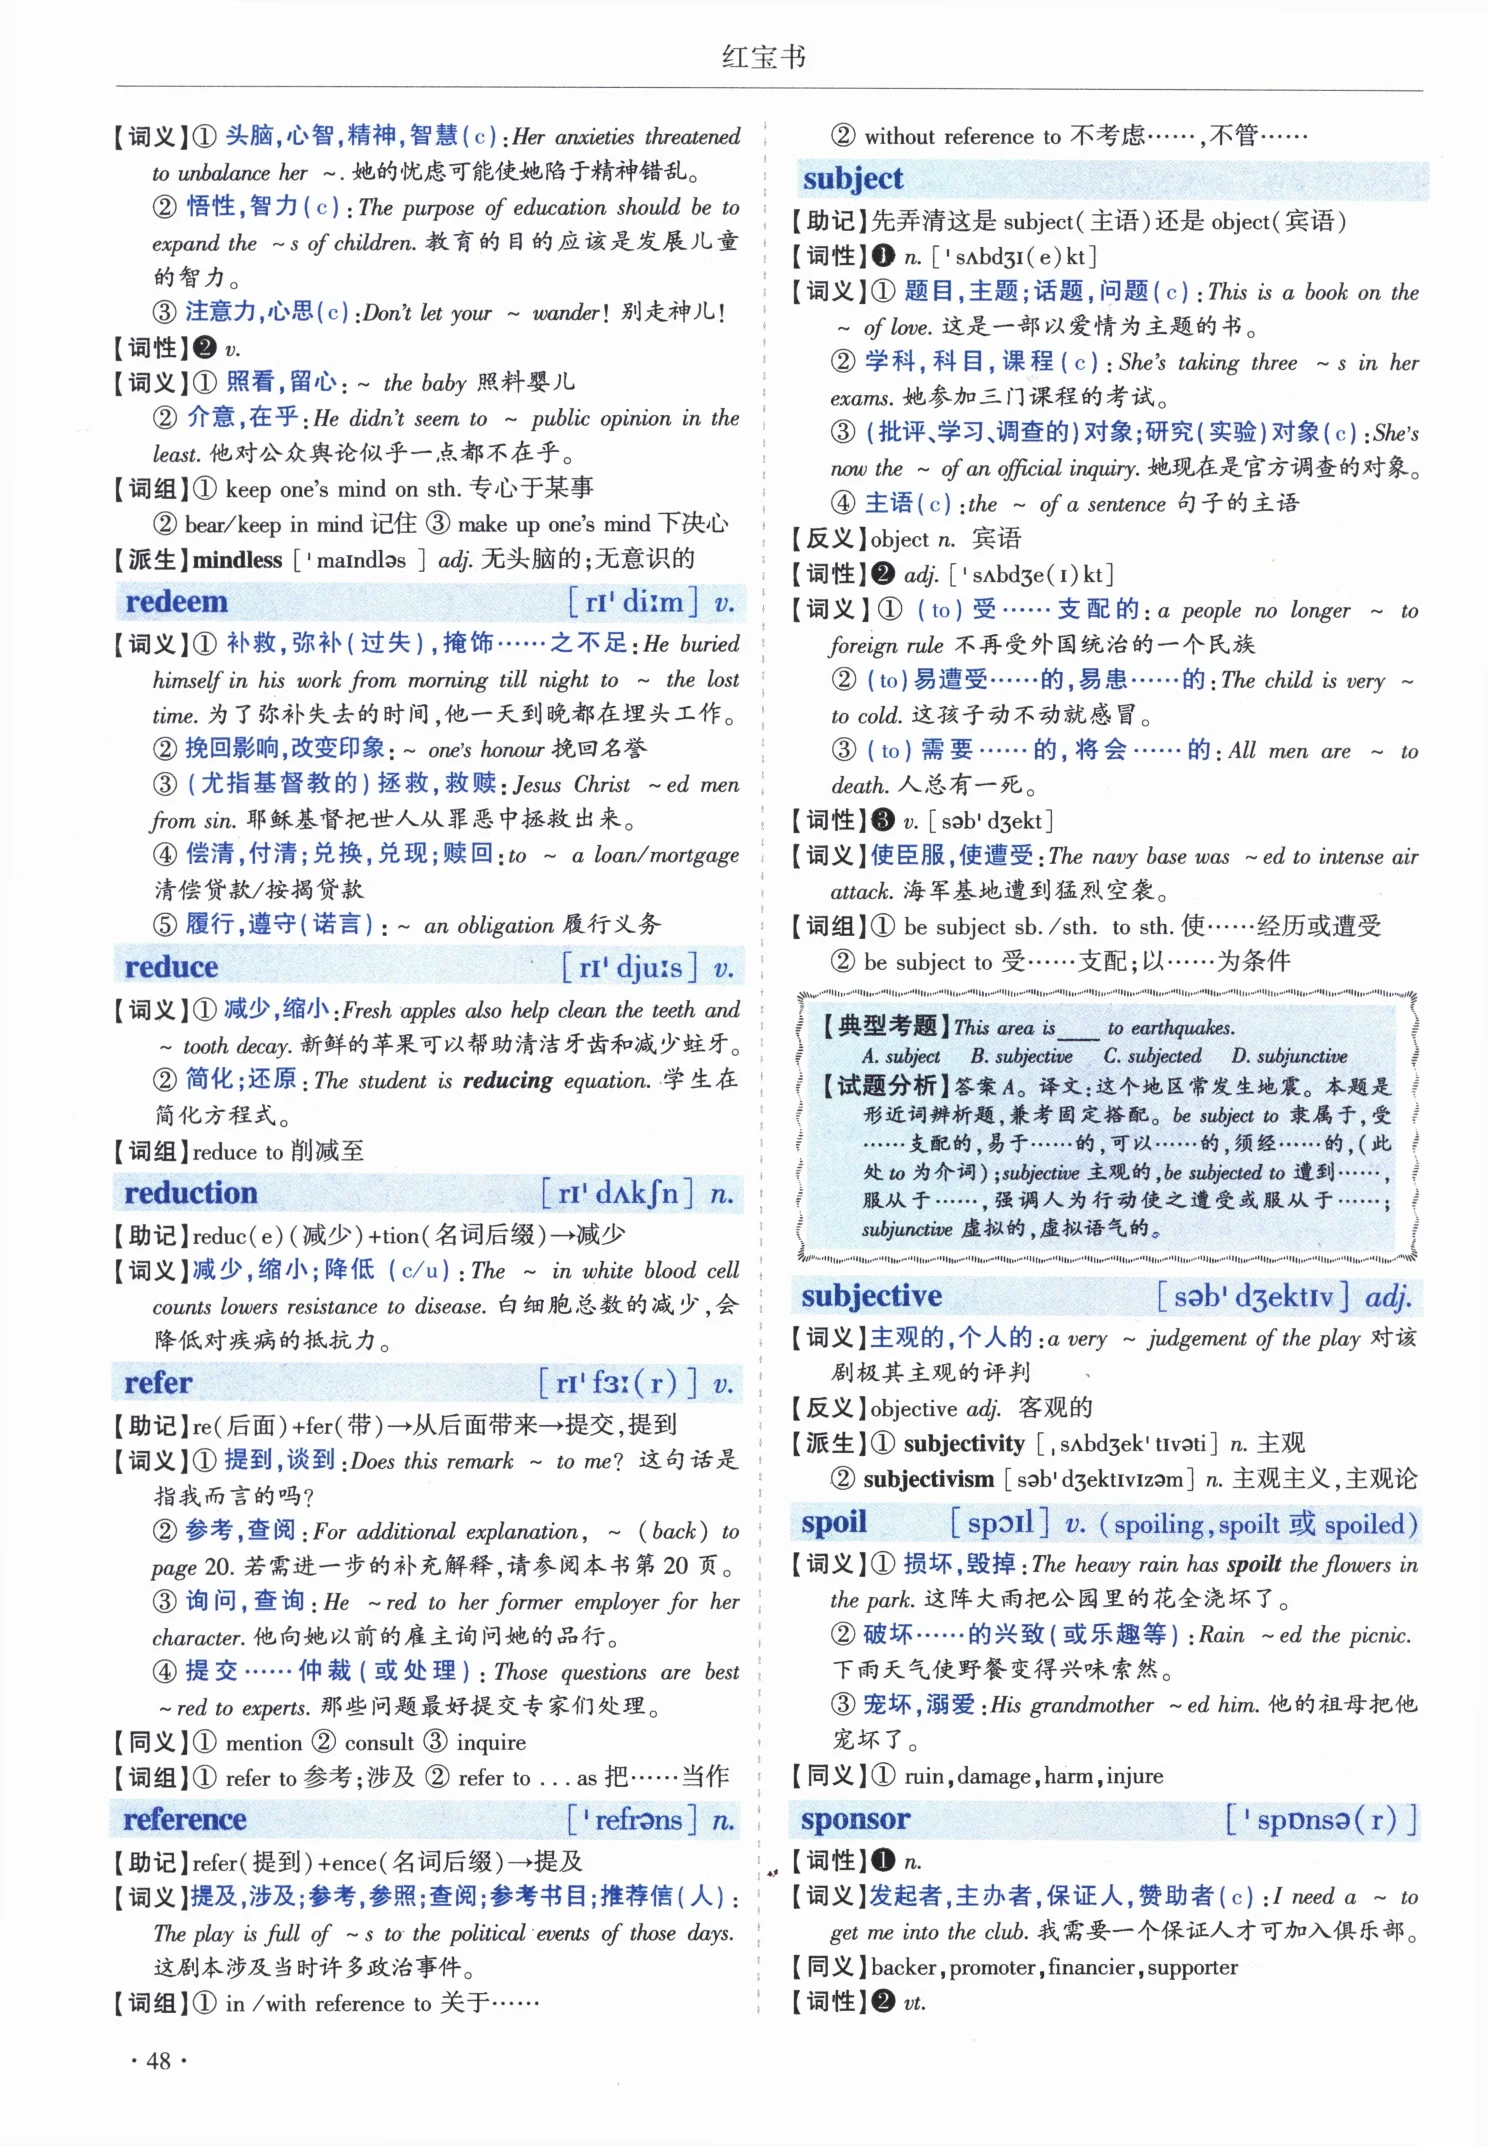 红宝书
【词义】① 头脑,心智,精神,智慧(c):Her anxieties threatened
to unbalance her ~. 她的忧虑可能使她陷于精神错乱。
② 悟性,智力(c):The purpose of education should be to
expand the ~s of children. 教育的目的应该是发展儿童
的智力。
③ 注意力,心思(c):Don't let your ~ wander! 别走神儿!
【词性】❷ v.
【词义】① 照看,留心:~ the baby 照料婴儿
② 介意,在乎:He didn't seem to ~ public opinion in the
least. 他对公众舆论似乎一点都不在乎。
【词组】① keep one's mind on sth. 专心于某事
② bear/keep in mind 记住 ③ make up one's mind 下决心
【派生】mindless [ˈmaɪndləs] adj. 无头脑的;无意识的
redeem [rɪˈdiːm] v.
【词义】① 补救,弥补(过失),掩饰……之不足:He buried
himself in his work from morning till night to ~ the lost
time. 为了弥补失去的时间,他一天到晚都在埋头工作。
② 挽回影响,改变印象:~ one's honour 挽回名誉
③ (尤指基督教的)拯救,救赎:Jesus Christ ~ed men
from sin. 耶稣基督把世人从罪恶中拯救出来。
④ 偿清,付清;兑换,兑现;赎回:to ~ a loan/mortgage
清偿贷款/按揭贷款
⑤ 履行,遵守(诺言):~ an obligation 履行义务
reduce [rɪˈdjuːs] v.
【词义】① 减少,缩小:Fresh apples also help clean the teeth and
~ tooth decay. 新鲜的苹果可以帮助清洁牙齿和减少蛀牙。
② 简化;还原:The student is reducing equation. 学生在
简化方程式。
【词组】reduce to 削减至
reduction [rɪˈdʌkʃn] n.
【助记】reduc(e)(减少)+tion(名词后缀)→减少
【词义】减少,缩小;降低 (c/u):The ~ in white blood cell
counts lowers resistance to disease. 白细胞总数的减少,会
降低对疾病的抵抗力。
refer [rɪˈfɜː(r)] v.
【助记】re(后面)+fer(带)→从后面带来→提交,提到
【词义】① 提到,谈到:Does this remark ~ to me? 这句话是
指我而言的吗?
② 参考,查阅:For additional explanation, ~ (back) to
page 20. 若需进一步的补充解释,请参阅本书第 20 页。
③ 询问,查询:He ~red to her former employer for her
character. 他向她以前的雇主询问她的品行。
④ 提交……仲裁(或处理):Those questions are best
~red to experts. 那些问题最好提交专家们处理。
【同义】① mention ② consult ③ inquire
【词组】① refer to 参考;涉及 ② refer to ... as 把……当作
reference [ˈrefrəns] n.
【助记】refer(提到)+ence(名词后缀)→提及
【词义】提及,涉及;参考,参照;查阅;参考书目;推荐信(人):
The play is full of ~s to the political events of those days.
这剧本涉及当时许多政治事件。
【词组】① in /with reference to 关于……
② without reference to 不考虑……,不管……
subject
【助记】先弄清这是 subject(主语)还是 object(宾语)
【词性】❶ n. [ˈsʌbdʒɪ(e)kt]
【词义】① 题目,主题;话题,问题(c):This is a book on the
~ of love. 这是一部以爱情为主题的书。
② 学科,科目,课程(c):She's taking three ~s in her
exams. 她参加三门课程的考试。
③ (批评、学习、调查的)对象;研究(实验)对象(c):She's
now the ~ of an official inquiry. 她现在是官方调查的对象。
④ 主语(c):the ~ of a sentence 句子的主语
【反义】object n. 宾语
【词性】❷ adj. [ˈsʌbdʒe(ɪ)kt]
【词义】① (to)受……支配的:a people no longer ~ to
foreign rule 不再受外国统治的一个民族
② (to)易遭受……的,易患……的:The child is very ~
to cold. 这孩子动不动就感冒。
③ (to)需要……的,将会……的:All men are ~ to
death. 人总有一死。
【词性】❸ v. [səbˈdʒekt]
【词义】使臣服,使遭受:The navy base was ~ed to intense air
attack. 海军基地遭到猛烈空袭。
【词组】① be subject sb./sth. to sth. 使……经历或遭受
② be subject to 受……支配;以……为条件
【典型考题】This area is____ to earthquakes.
A. subject B. subjective C. subjected D. subjunctive
【试题分析】答案A。译文:这个地区常发生地震。本题是
形近词辨析题,兼考固定搭配。be subject to 隶属于,受
……支配的,易于……的,可以……的,须经……的,(此
处 to 为介词);subjective 主观的,be subjected to 遭到……,
服从于……,强调人为行动使之遭受或服从于……;
subjunctive 虚拟的,虚拟语气的。
subjective [səbˈdʒektɪv] adj.
【词义】主观的,个人的:a very ~ judgement of the play 对该
剧极其主观的评判
【反义】objective adj. 客观的
【派生】① subjectivity [ˌsʌbdʒekˈtɪvəti] n. 主观
② subjectivism [səbˈdʒektɪvɪzəm] n. 主观主义,主观论
spoil [spɔɪl] v. (spoiling,spoilt 或 spoiled)
【词义】① 损坏,毁掉:The heavy rain has spoilt the flowers in
the park. 这阵大雨把公园里的花全浇坏了。
② 破坏……的兴致(或乐趣等):Rain ~ed the picnic.
下雨天气使野餐变得兴味索然。
③ 宠坏,溺爱:His grandmother ~ed him. 他的祖母把他
宠坏了。
【同义】① ruin,damage,harm,injure
sponsor [ˈspɒnsə(r)]
【词性】❶ n.
【词义】发起者,主办者,保证人,赞助者(c):I need a ~ to
get me into the club. 我需要一个保证人才可加入俱乐部。
【同义】backer,promoter,financier,supporter
【词性】❷ vt.
·48·